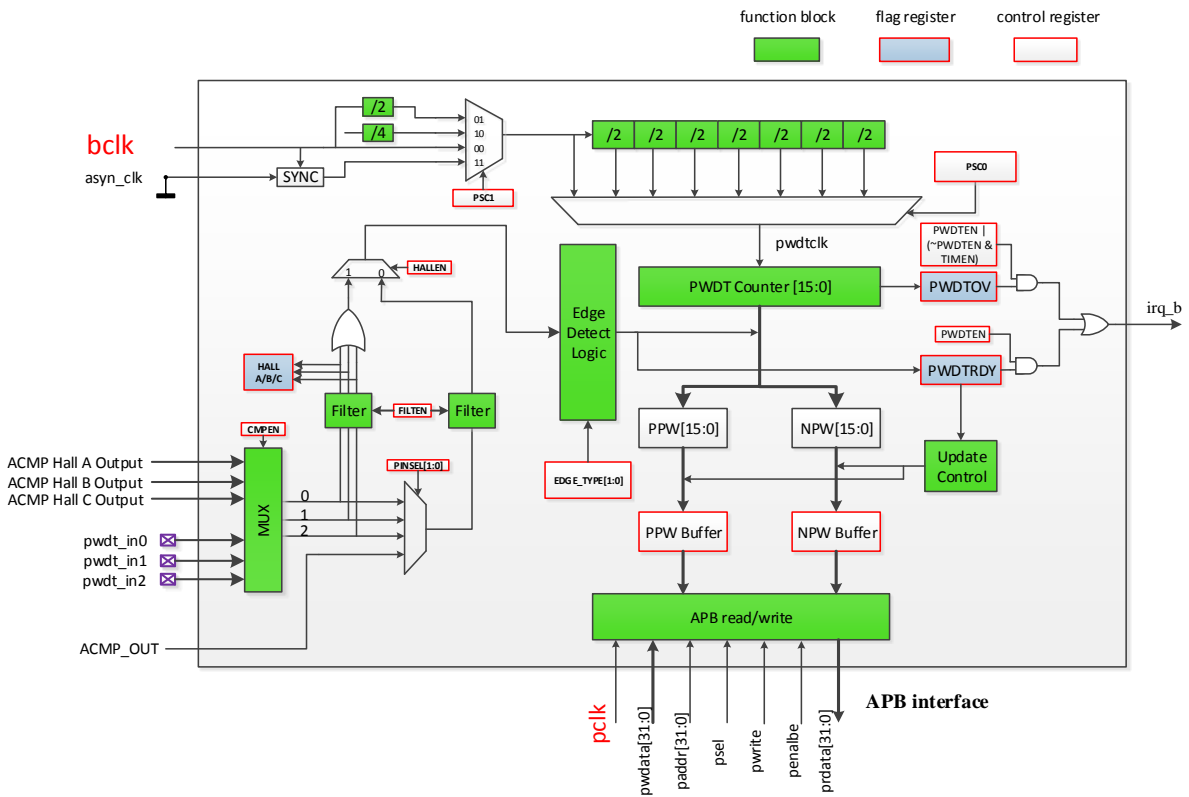 function block
flag register
control register
/2
/4
01
10
00
11
bclk
asyn_clk
SYNC
PSC1
/2
/2
/2
/2
/2
/2
/2
PSC0
pwdtclk
PWDTEN |
(~PWDTEN &
TIMEN)
PWDT Counter [15:0]
PWDTOV
irq_b
PWDTEN
PWDTRDY
1
0
HALLEN
Edge
Detect
Logic
HALL
A/B/C
Filter
FILTEN
Filter
CMPEN
PPW[15:0]
NPW[15:0]
Update
Control
EDGE_TYPE[1:0]
PINSEL[1:0]
ACMP Hall A Output
ACMP Hall B Output
ACMP Hall C Output
MUX
0
1
2
pwdt_in0
pwdt_in1
pwdt_in2
PPW Buffer
NPW Buffer
APB read/write
ACMP_OUT
APB interface
pclk
pwdata[31:0]
paddr[31:0]
psel
pwrite
penalbe
prdata[31:0]